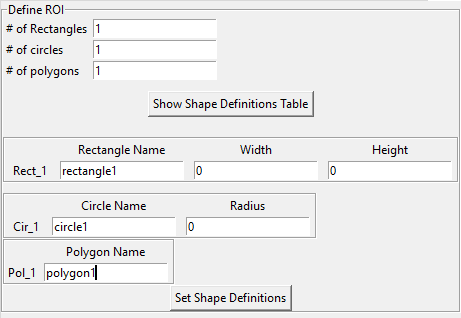 Define ROI
# of Rectangles 1
# of circles 1
# of polygons 1
Show Shape Definitions Table
Rectangle Name Width Height
Rect_1 rectangle1 0 0
Circle Name Radius
Cir_1 circle1 0
Polygon Name
Pol_1 polygon1
Set Shape Definitions